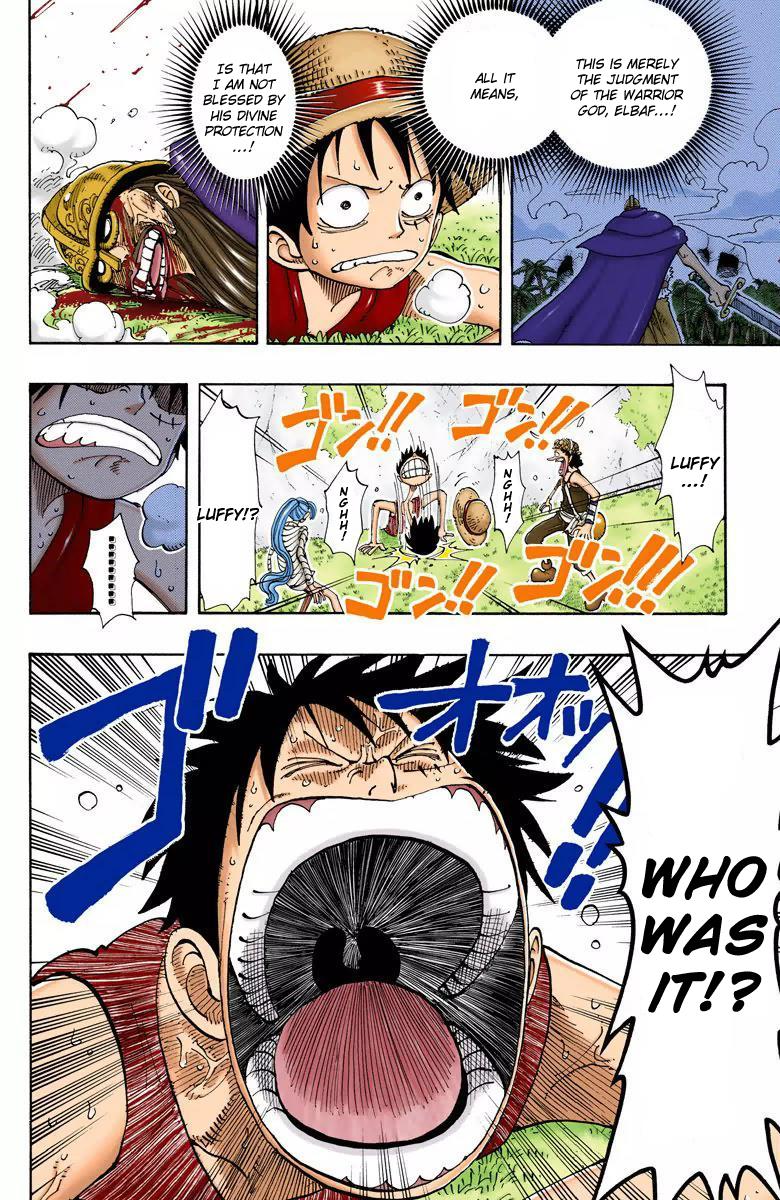 THIS IS MERELY
THE JUDGMENT
OF THE WARRIOR
GOD, ELBAF...!
ALL IT
MEANS,
IS THAT
I AM NOT
BLESSED BY
HIS DIVINE
PROTECTION
...!
LUFFY
...!
ゴン!!
ゴン!!
NGHH!
NGHH!
LUFFY!?
ゴン!!
ゴン!!!
!!!!!!!!
WHO
WAS
IT!?
ゴオオッ!!